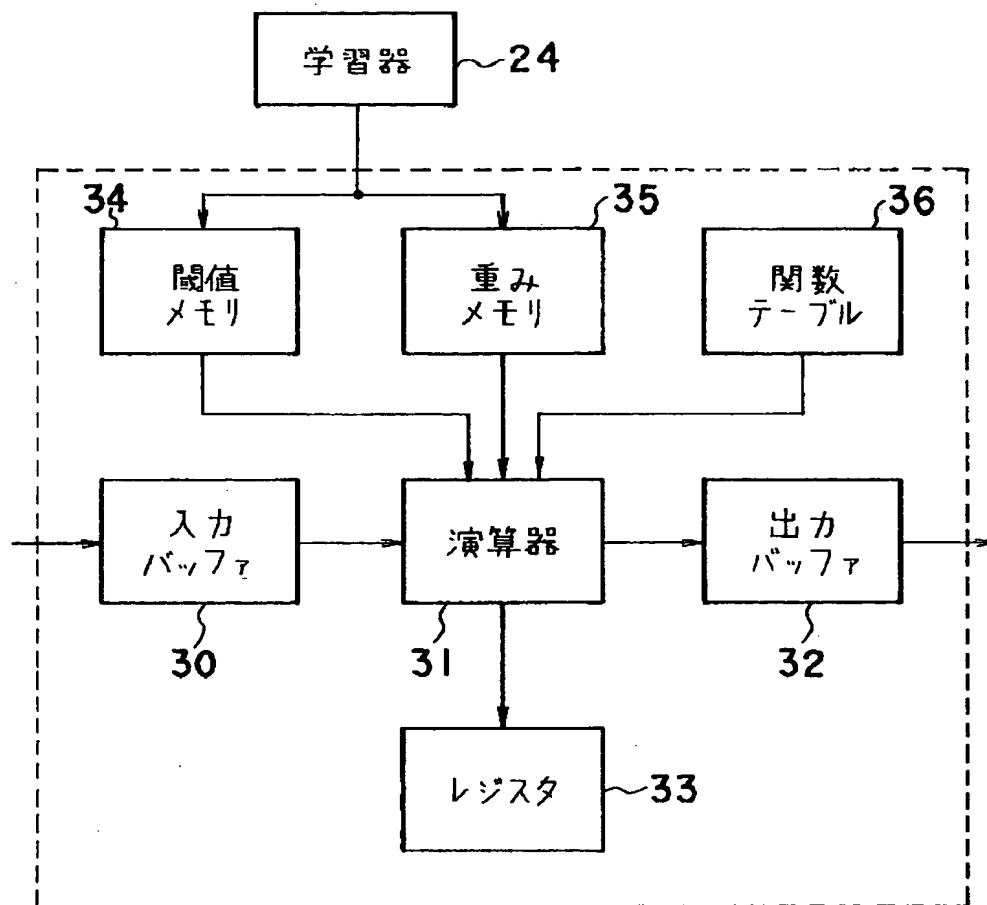 学習器
24
34
35
36
閾値
メモリ
重み
メモリ
関数
テーブル
入力
バッファ
演算器
出力
バッファ
30
31
32
レジスタ
33